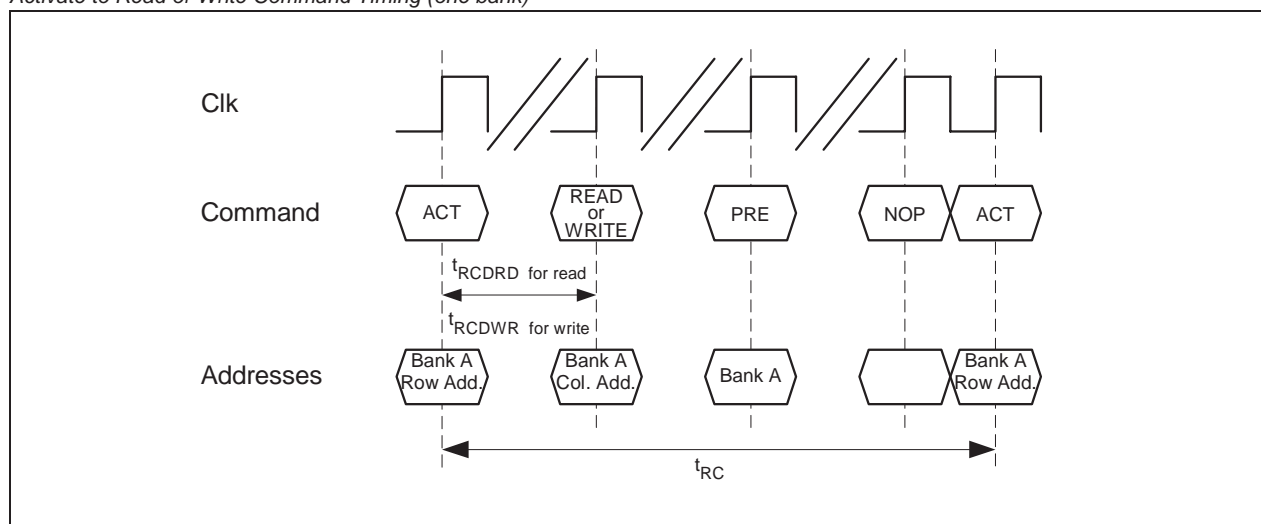 Activate to Read or Write Command Timing (one bank)
Clk
Command
ACT
READ
or
WRITE
PRE
NOP
ACT
tRCDRD for read
tRCDWR for write
Addresses
Bank A
Row Add.
Bank A
Col. Add.
Bank A
Bank A
Row Add.
tRC